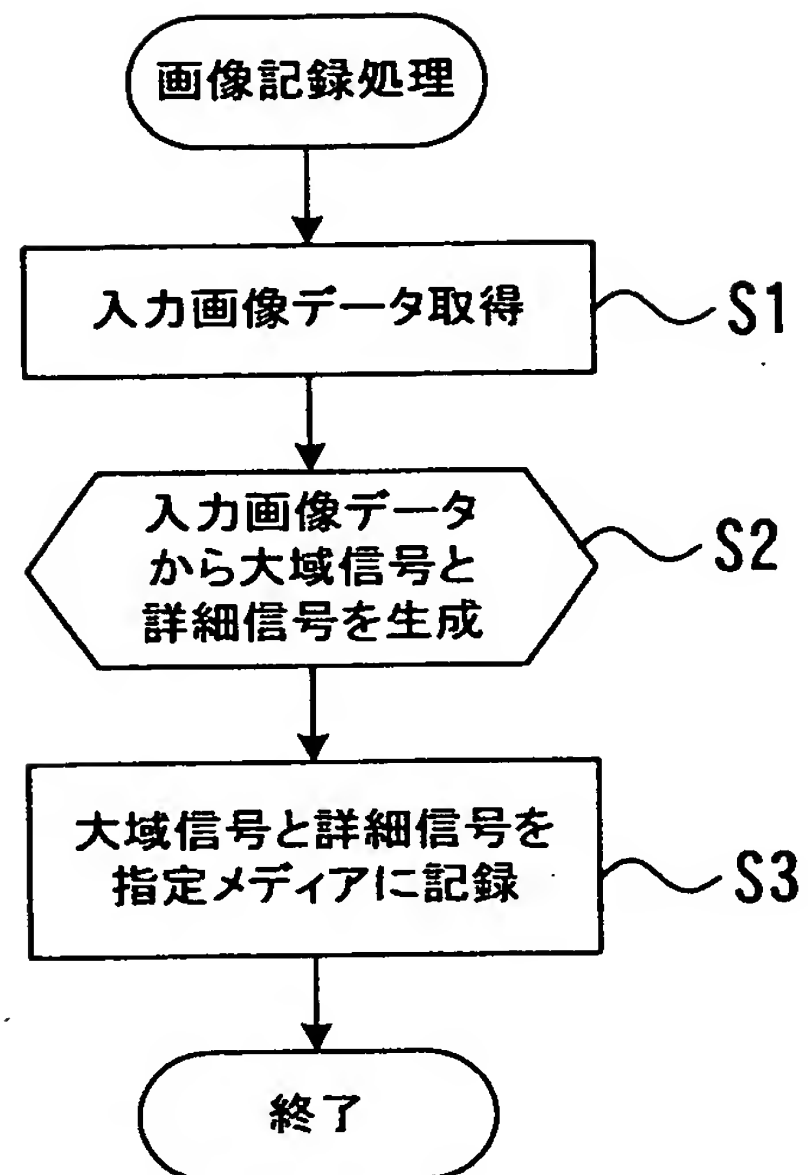 画像記録処理
入力画像データ取得
S1
入力画像データ
から大域信号と
詳細信号を生成
S2
大域信号と詳細信号を
指定メディアに記録
S3
終了